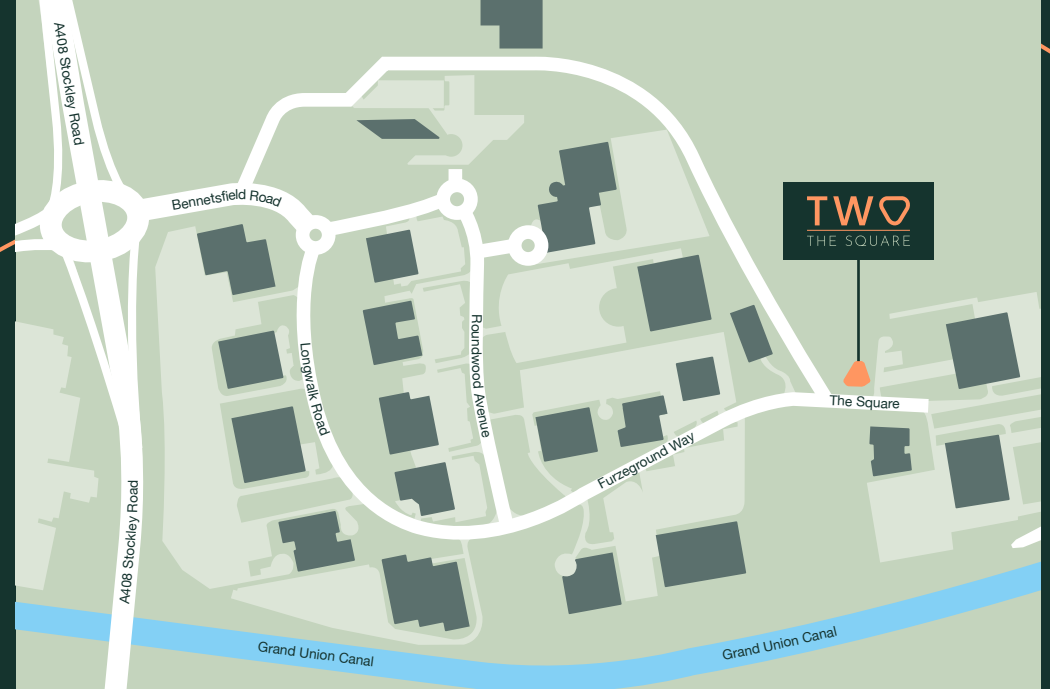 A408 Stockley Road
Bennetsfield Road
TWO
THE SQUARE
Roundwood Avenue
Longwalk Road
The Square
Furzeground Way
A408 Stockley Road
Grand Union Canal
Grand Union Canal